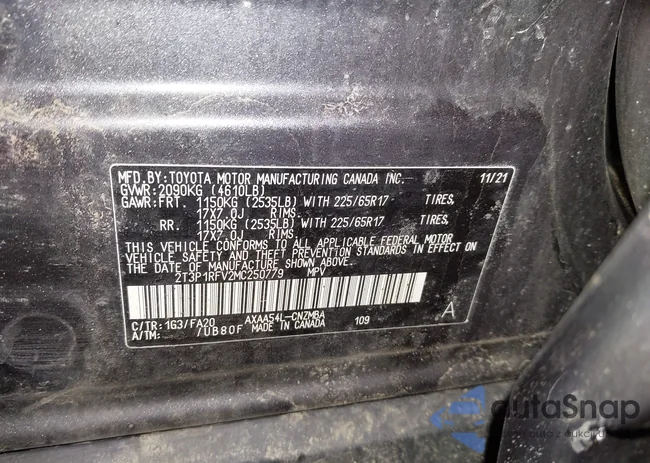 MFD.BY:TOYOTA MOTOR MANUFACTURING CANADA INC. 11/21
GVWR:2090KG (4610LB)
GAWR:FRT. 1150KG (2535LB) WITH 225/65R17 TIRES,
17X7.0J RIMS.
RR. 1150KG (2535LB) WITH 225/65R17 TIRES,
17X7.0J RIMS.
THIS VEHICLE CONFORMS TO ALL APPLICABLE FEDERAL MOTOR
VEHICLE SAFETY AND THEFT PREVENTION STANDARDS IN EFFECT ON
THE DATE OF MANUFACTURE SHOWN ABOVE.
2T3P1RFV2MC250779 MPV
C/TR:1G3/FA20 AXAA54L-CNZMBA A
A/TM: /UB80F MADE IN CANADA 109
autaSnap